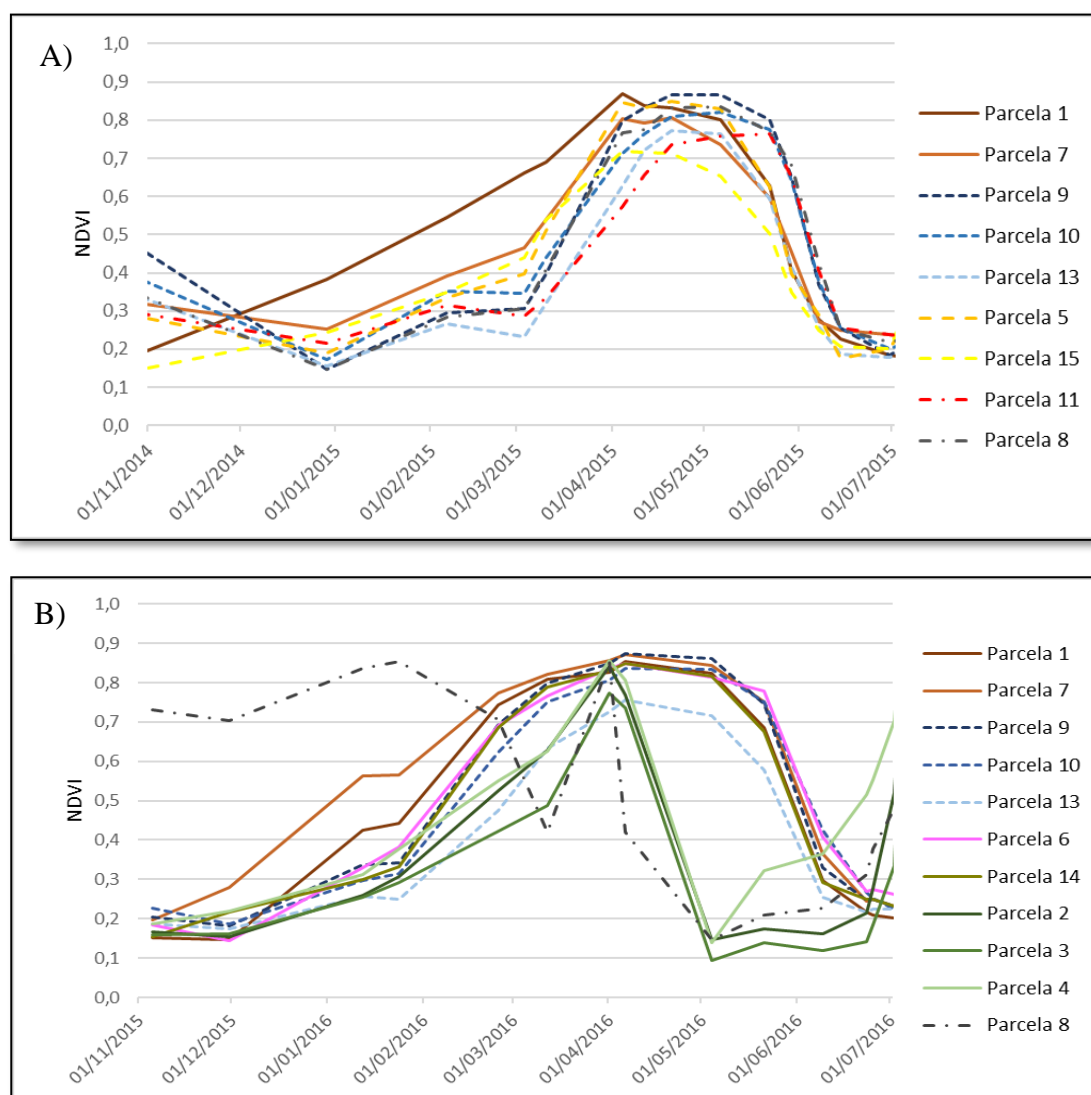 A)
1,0
0,9
0,8
0,7
0,6
0,5
0,4
0,3
0,2
0,1
0,0
NDVI
01/11/2014
01/12/2014
01/01/2015
01/02/2015
01/03/2015
01/04/2015
01/05/2015
01/06/2015
01/07/2015
Parcela 1
Parcela 7
Parcela 9
Parcela 10
Parcela 13
Parcela 5
Parcela 15
Parcela 11
Parcela 8
B)
1,0
0,9
0,8
0,7
0,6
0,5
0,4
0,3
0,2
0,1
0,0
NDVI
01/11/2015
01/12/2015
01/01/2016
01/02/2016
01/03/2016
01/04/2016
01/05/2016
01/06/2016
01/07/2016
Parcela 1
Parcela 7
Parcela 9
Parcela 10
Parcela 13
Parcela 6
Parcela 14
Parcela 2
Parcela 3
Parcela 4
Parcela 8